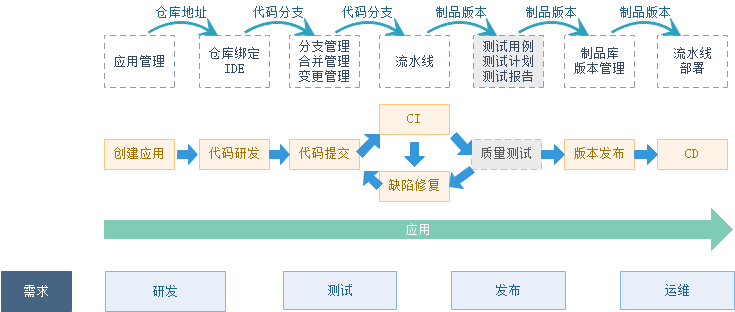 仓库地址 代码分支 代码分支 制品版本 制品版本 制品版本
应用管理
仓库绑定
IDE
分支管理
合并管理
变更管理
流水线
测试用例
测试计划
测试报告
制品库
版本管理
流水线
部署
CI
创建应用 代码研发 代码提交 质量测试 版本发布 CD
缺陷修复
应用
需求 研发 测试 发布 运维